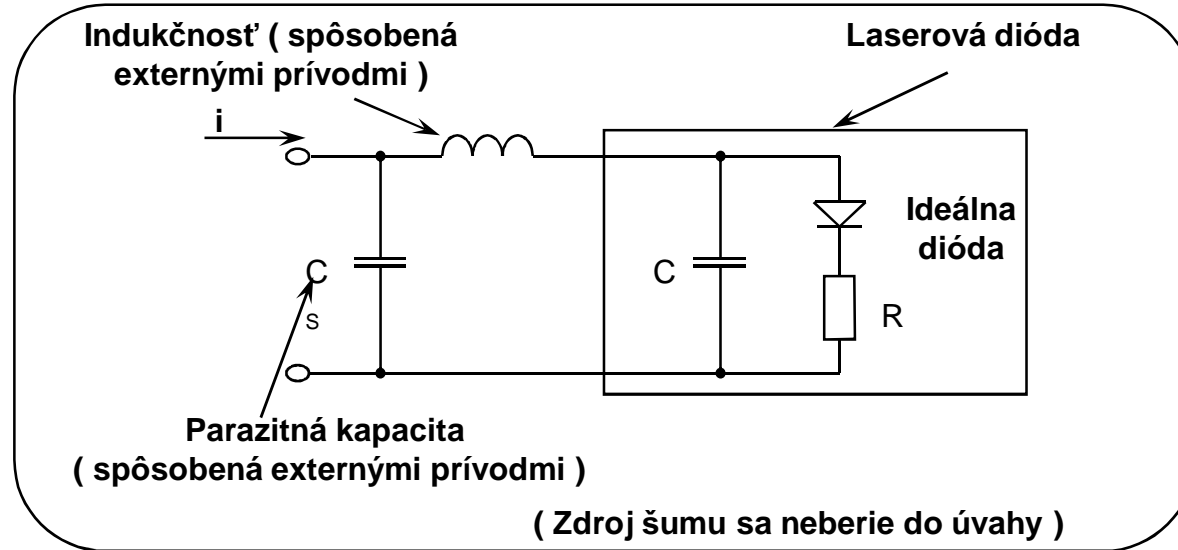 Indukčnosť ( spôsobená
externými prívodmi )
Laserová dióda
i
Ideálna
dióda
C
S
C
R
Parazitná kapacita
( spôsobená externými prívodmi )
( Zdroj šumu sa neberie do úvahy )